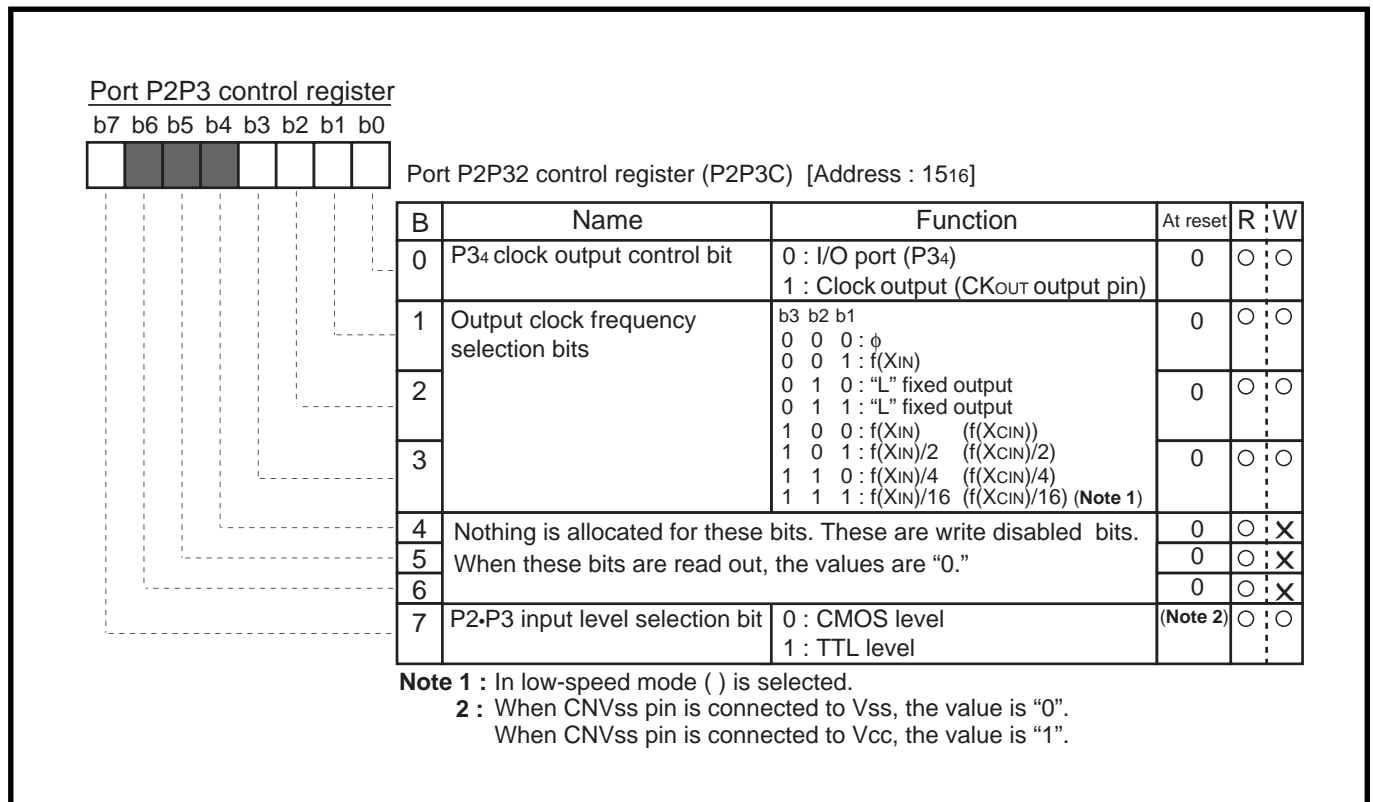 Port P2P3 control register
b7 b6 b5 b4 b3 b2 b1 b0
Port P2P32 control register (P2P3C) [Address : 1516]
B Name Function At reset R W
0 P34 clock output control bit 0 : I/O port (P34) 0 ○ ○
1 : Clock output (CKOUT output pin)
1 Output clock frequency b3 b2 b1 0 ○ ○
selection bits 0 0 0 : ϕ
0 0 1 : f(XIN)
2 0 1 0 : “L” fixed output 0 ○ ○
0 1 1 : “L” fixed output
1 0 0 : f(XIN) (f(XCIN))
3 1 0 1 : f(XIN)/2 (f(XCIN)/2) 0 ○ ○
1 1 0 : f(XIN)/4 (f(XCIN)/4)
1 1 1 : f(XIN)/16 (f(XCIN)/16) (Note 1)
4 Nothing is allocated for these bits. These are write disabled bits. 0 ○ X
5 When these bits are read out, the values are “0.” 0 ○ X
6 0 ○ X
7 P2•P3 input level selection bit 0 : CMOS level (Note 2) ○ ○
1 : TTL level
Note 1 : In low-speed mode ( ) is selected.
2 : When CNVss pin is connected to Vss, the value is “0”.
When CNVss pin is connected to Vcc, the value is “1”.